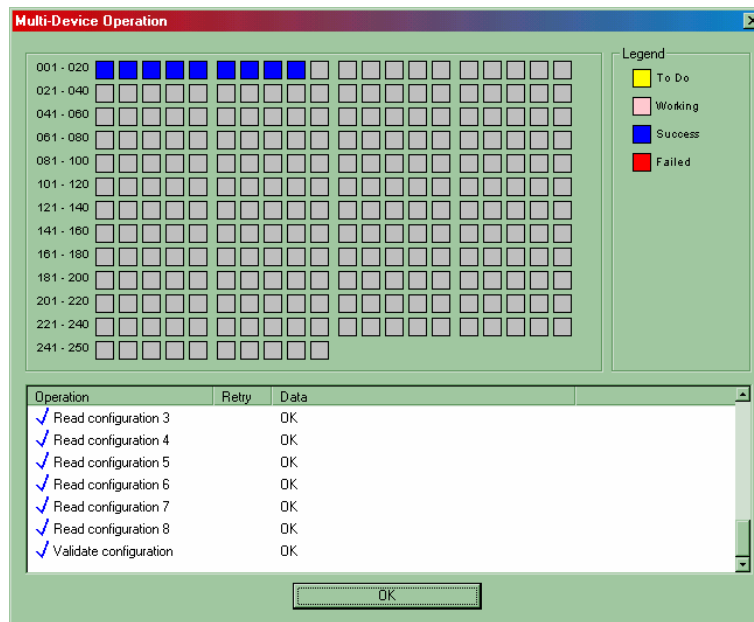 Multi-Device Operation
Legend
001 - 020
To Do
021 - 040
Working
041 - 060
Success
061 - 080
Failed
081 - 100
101 - 120
121 - 140
141 - 160
161 - 180
181 - 200
201 - 220
221 - 240
241 - 250
Operation Retry Data
Read configuration 3 OK
Read configuration 4 OK
Read configuration 5 OK
Read configuration 6 OK
Read configuration 7 OK
Read configuration 8 OK
Validate configuration OK
OK